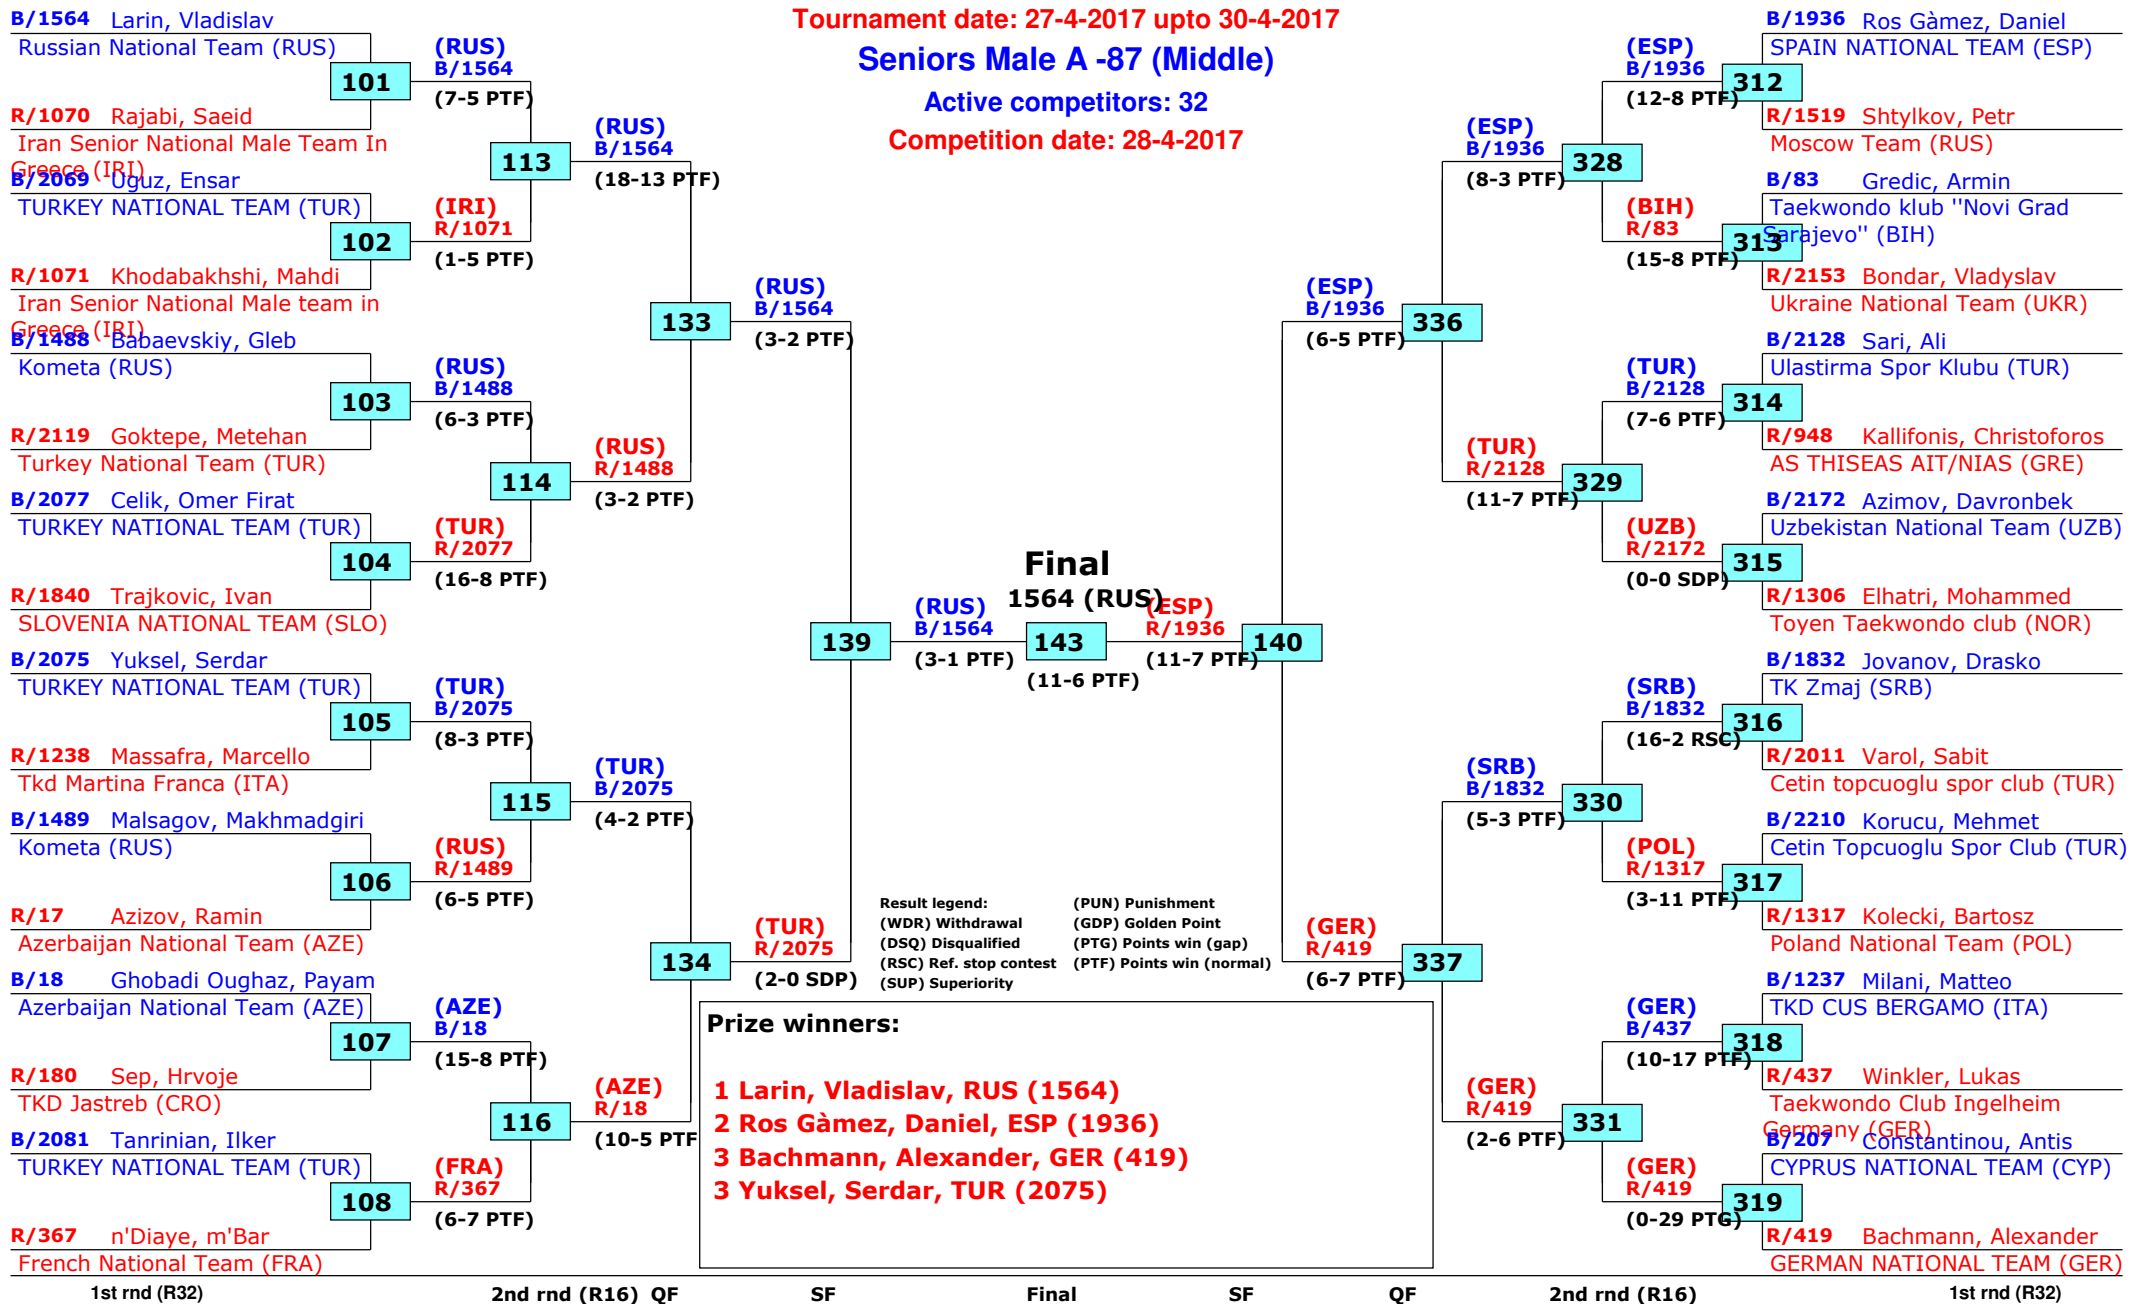 Tournament date: 27-4-2017 upto 30-4-2017
Seniors Male A -87 (Middle)
Active competitors: 32
Competition date: 28-4-2017
B/1564 Larin, Vladislav
Russian National Team (RUS)
101
R/1070 Rajabi, Saeid
Iran Senior National Male Team In
Greece (IRI)
B/2069 Uguz, Ensar
TURKEY NATIONAL TEAM (TUR)
102
R/1071 Khodabakhshi, Mahdi
Iran Senior National Male team in
Greece (IRI)
B/1488 Babaevskiy, Gleb
Kometa (RUS)
103
R/2119 Goktepe, Metehan
Turkey National Team (TUR)
B/2077 Celik, Omer Firat
TURKEY NATIONAL TEAM (TUR)
104
R/1840 Trajkovic, Ivan
SLOVENIA NATIONAL TEAM (SLO)
B/2075 Yuksel, Serdar
TURKEY NATIONAL TEAM (TUR)
105
R/1238 Massafra, Marcello
Tkd Martina Franca (ITA)
B/1489 Malsagov, Makhmadgiri
Kometa (RUS)
106
R/17 Azizov, Ramin
Azerbaijan National Team (AZE)
B/18 Ghobadi Oughaz, Payam
Azerbaijan National Team (AZE)
107
R/180 Sep, Hrvoje
TKD Jastreb (CRO)
B/2081 Tanrinian, Ilker
TURKEY NATIONAL TEAM (TUR)
108
R/367 n'Diaye, m'Bar
French National Team (FRA)
(RUS)
B/1564
(7-5 PTF)
113
(IRI)
R/1071
(1-5 PTF)
(RUS)
B/1488
(6-3 PTF)
114
(TUR)
R/2077
(16-8 PTF)
(TUR)
B/2075
(8-3 PTF)
115
(RUS)
R/1489
(6-5 PTF)
(AZE)
B/18
(15-8 PTF)
116
(FRA)
R/367
(6-7 PTF)
(RUS)
B/1564
(18-13 PTF)
133
(RUS)
R/1488
(3-2 PTF)
(TUR)
B/2075
(4-2 PTF)
134
(AZE)
R/18
(10-5 PTF
(RUS)
B/1564
(3-2 PTF)
139
(TUR)
R/2075
(2-0 SDP)
(RUS)
B/1564
(3-1 PTF)
Final
1564 (RUS)
143
(11-6 PTF)
(ESP)
R/1936
(11-7 PTF)
140
(ESP)
B/1936
(6-5 PTF)
336
(GER)
R/419
(6-7 PTF)
337
(ESP)
B/1936
(8-3 PTF)
328
(TUR)
R/2128
(11-7 PTF)
329
(SRB)
B/1832
(5-3 PTF)
330
(GER)
R/419
(2-6 PTF)
331
(ESP)
B/1936
(12-8 PTF)
312
(BIH)
R/83
(15-8 PTF)
313
(TUR)
B/2128
(7-6 PTF)
314
(UZB)
R/2172
(0-0 SDP)
315
(SRB)
B/1832
(16-2 RSC)
316
(POL)
R/1317
(3-11 PTF)
317
(GER)
B/437
(10-17 PTF)
318
(GER)
R/419
(0-29 PTG)
319
B/1936 Ros Gàmez, Daniel
SPAIN NATIONAL TEAM (ESP)
R/1519 Shtylkov, Petr
Moscow Team (RUS)
B/83 Gredic, Armin
Taekwondo klub ''Novi Grad
Sarajevo'' (BIH)
R/2153 Bondar, Vladyslav
Ukraine National Team (UKR)
B/2128 Sari, Ali
Ulastirma Spor Klubu (TUR)
R/948 Kallifonis, Christoforos
AS THISEAS AIT/NIAS (GRE)
B/2172 Azimov, Davronbek
Uzbekistan National Team (UZB)
R/1306 Elhatri, Mohammed
Toyen Taekwondo club (NOR)
B/1832 Jovanov, Drasko
TK Zmaj (SRB)
R/2011 Varol, Sabit
Cetin topcuoglu spor club (TUR)
B/2210 Korucu, Mehmet
Cetin Topcuoglu Spor Club (TUR)
R/1317 Kolecki, Bartosz
Poland National Team (POL)
B/1237 Milani, Matteo
TKD CUS BERGAMO (ITA)
R/437 Winkler, Lukas
Taekwondo Club Ingelheim
Germany (GER)
B/207 Constantinou, Antis
CYPRUS NATIONAL TEAM (CYP)
R/419 Bachmann, Alexander
GERMAN NATIONAL TEAM (GER)
Result legend: (PUN) Punishment
(WDR) Withdrawal (GDP) Golden Point
(DSQ) Disqualified (PTG) Points win (gap)
(RSC) Ref. stop contest (PTF) Points win (normal)
(SUP) Superiority
Prize winners:
1 Larin, Vladislav, RUS (1564)
2 Ros Gàmez, Daniel, ESP (1936)
3 Bachmann, Alexander, GER (419)
3 Yuksel, Serdar, TUR (2075)
1st rnd (R32) 2nd rnd (R16) QF SF Final SF QF 2nd rnd (R16) 1st rnd (R32)